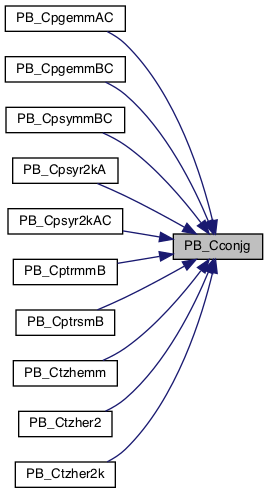 PB_CpgemmAC
PB_CpgemmBC
PB_CpsymmBC
PB_Cpsyr2kA
PB_Cpsyr2kAC
PB_Cconjg
PB_CptrmmB
PB_CptrsmB
PB_Ctzhemm
PB_Ctzher2
PB_Ctzher2k